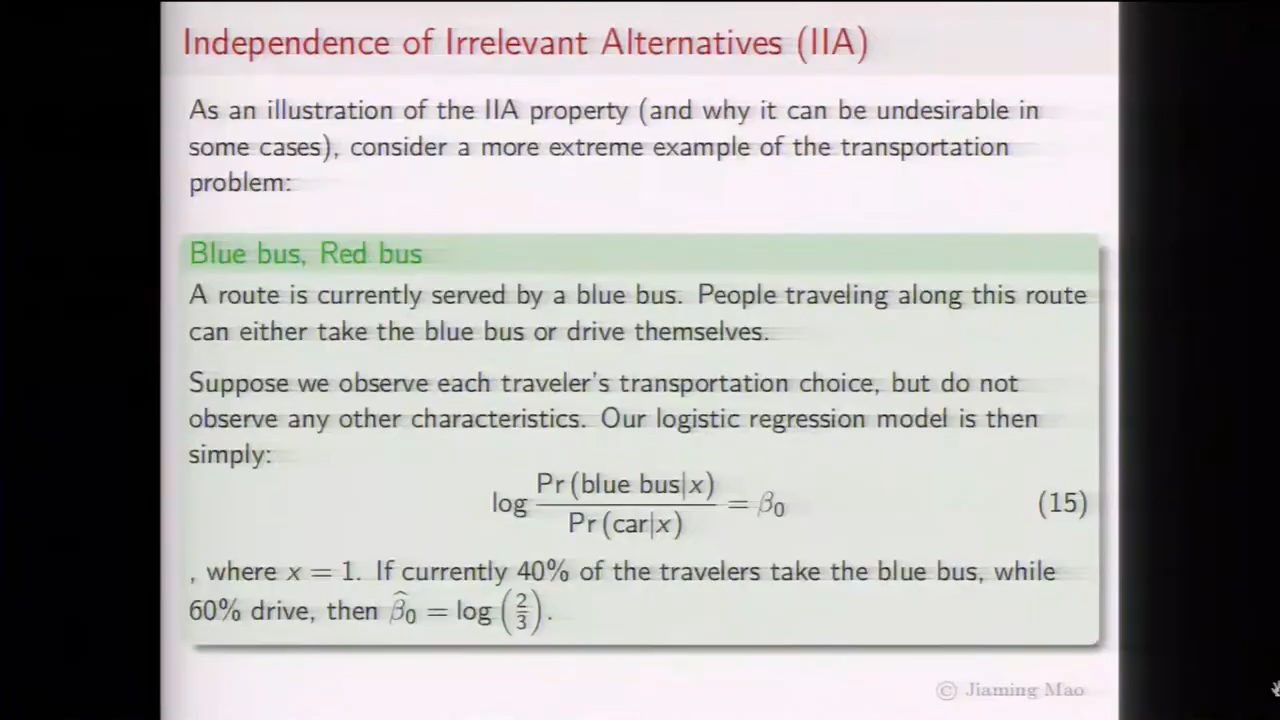 Independence of Irrelevant Alternatives (IIA)
As an illustration of the IIA property (and why it can be undesirable in
some cases), consider a more extreme example of the transportation
problem:
Blue bus, Red bus
A route is currently served by a blue bus. People traveling along this route
can either take the blue bus or drive themselves.
Suppose we observe each traveler's transportation choice, but do not
observe any other characteristics. Our logistic regression model is then
simply:
log Pr (blue bus|x) / Pr (car|x) = β₀ (15)
, where x = 1. If currently 40% of the travelers take the blue bus, while
60% drive, then β̂₀ = log (2/3).
© Jiaming Mao